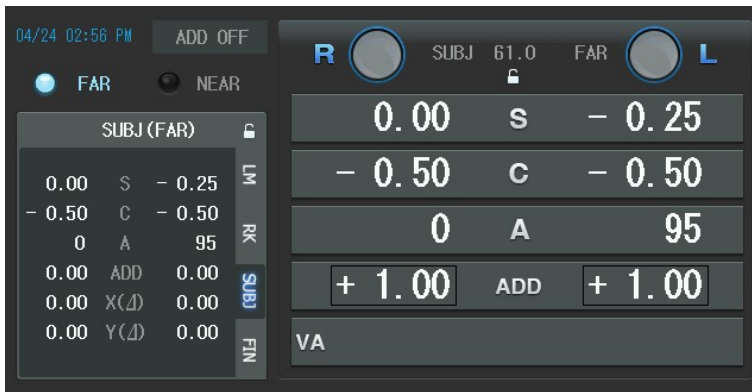 04/24 02:56 PM ADD OFF
FAR NEAR
SUBJ(FAR)
0.00 S - 0.25
- 0.50 C - 0.50
0 A 95
0.00 ADD 0.00
0.00 X(⊿) 0.00
0.00 Y(⊿) 0.00
LM
RK
SUBJ
FIN
R SUBJ 61.0 FAR L
0.00 S - 0.25
- 0.50 C - 0.50
0 A 95
+ 1.00 ADD + 1.00
VA